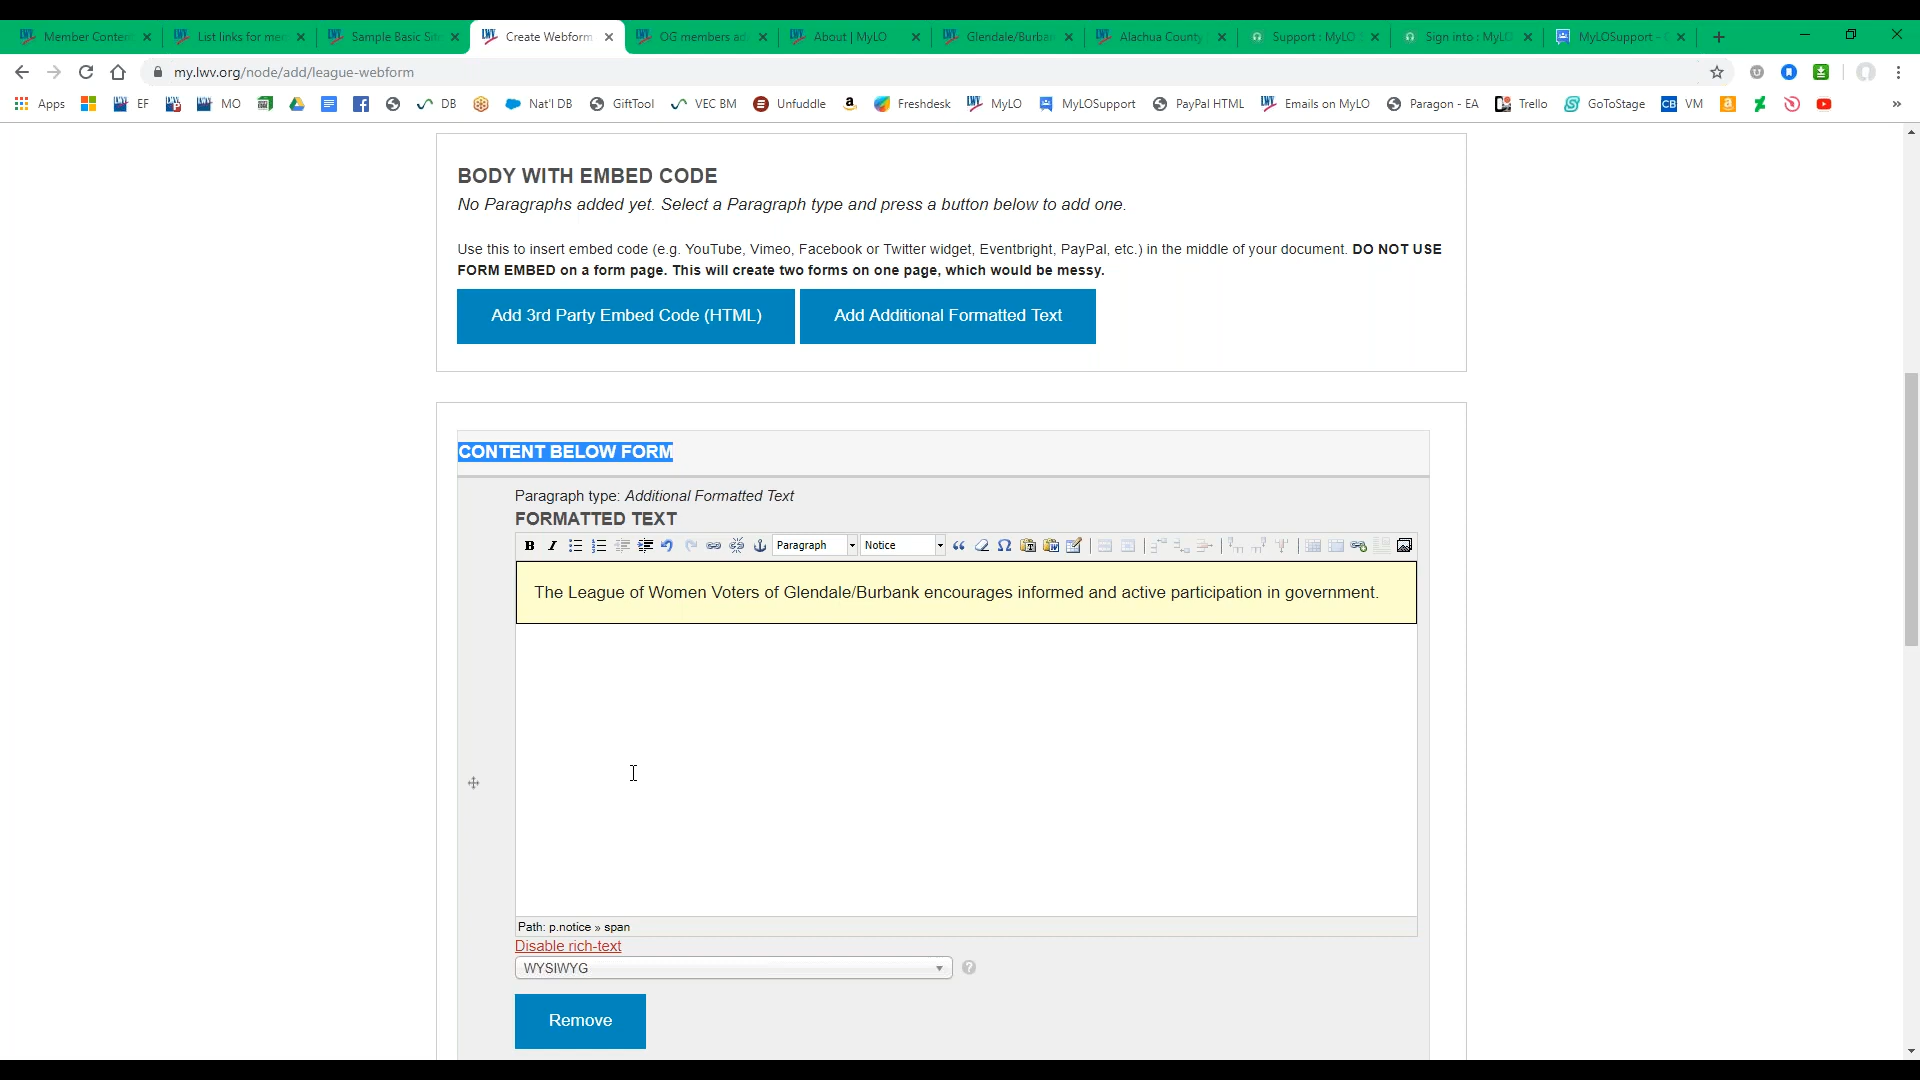 Member Conten
List links for me
Sample Basic Si
Create Webform
OG members ad
About | MyLO
Glendale/Burba
Alachua County
Support : MyLO
Sign into : MyLO
MyLOSupport -
my.lwv.org/node/add/league-webform
Apps
EF
MO
DB
Nat'l DB
GiftTool
VEC BM
Unfuddle
Freshdesk
MyLO
MyLOSupport
PayPal HTML
Emails on MyLO
Paragon - EA
Trello
GoToStage
CB VM
»
BODY WITH EMBED CODE
No Paragraphs added yet. Select a Paragraph type and press a button below to add one.
Use this to insert embed code (e.g. YouTube, Vimeo, Facebook or Twitter widget, Eventbright, PayPal, etc.) in the middle of your document. DO NOT USE
FORM EMBED on a form page. This will create two forms on one page, which would be messy.
Add 3rd Party Embed Code (HTML)
Add Additional Formatted Text
CONTENT BELOW FORM
Paragraph type: Additional Formatted Text
FORMATTED TEXT
B I Paragraph Notice
The League of Women Voters of Glendale/Burbank encourages informed and active participation in government.
Path: p.notice » span
Disable rich-text
WYSIWYG
Remove